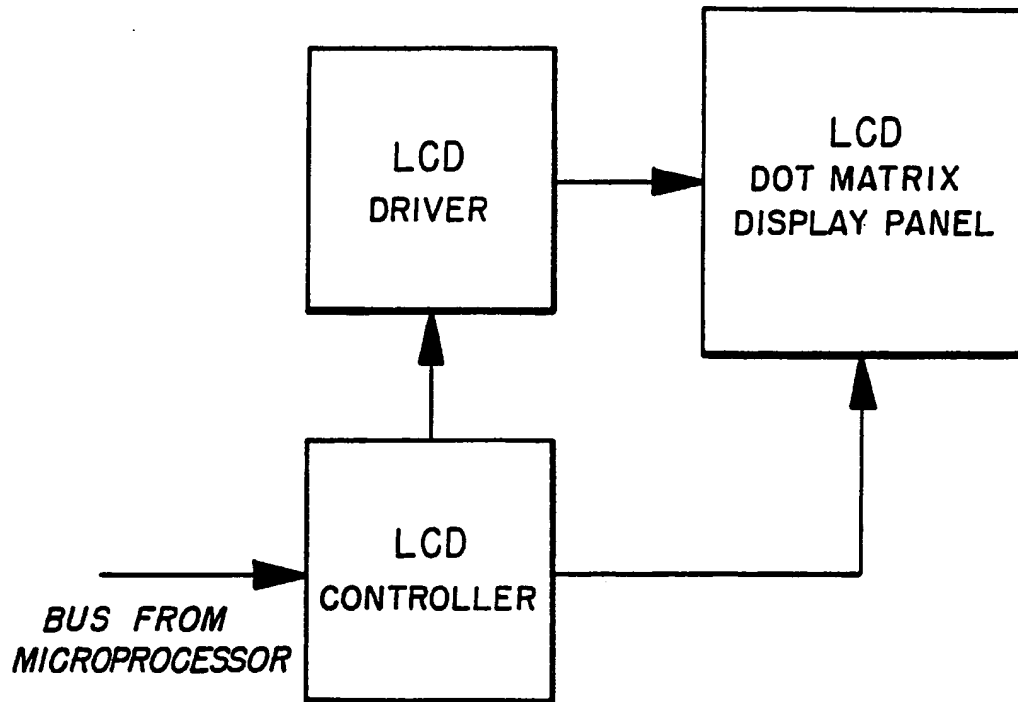 LCD
DRIVER
LCD
DOT MATRIX
DISPLAY PANEL
LCD
CONTROLLER
BUS FROM
MICROPROCESSOR